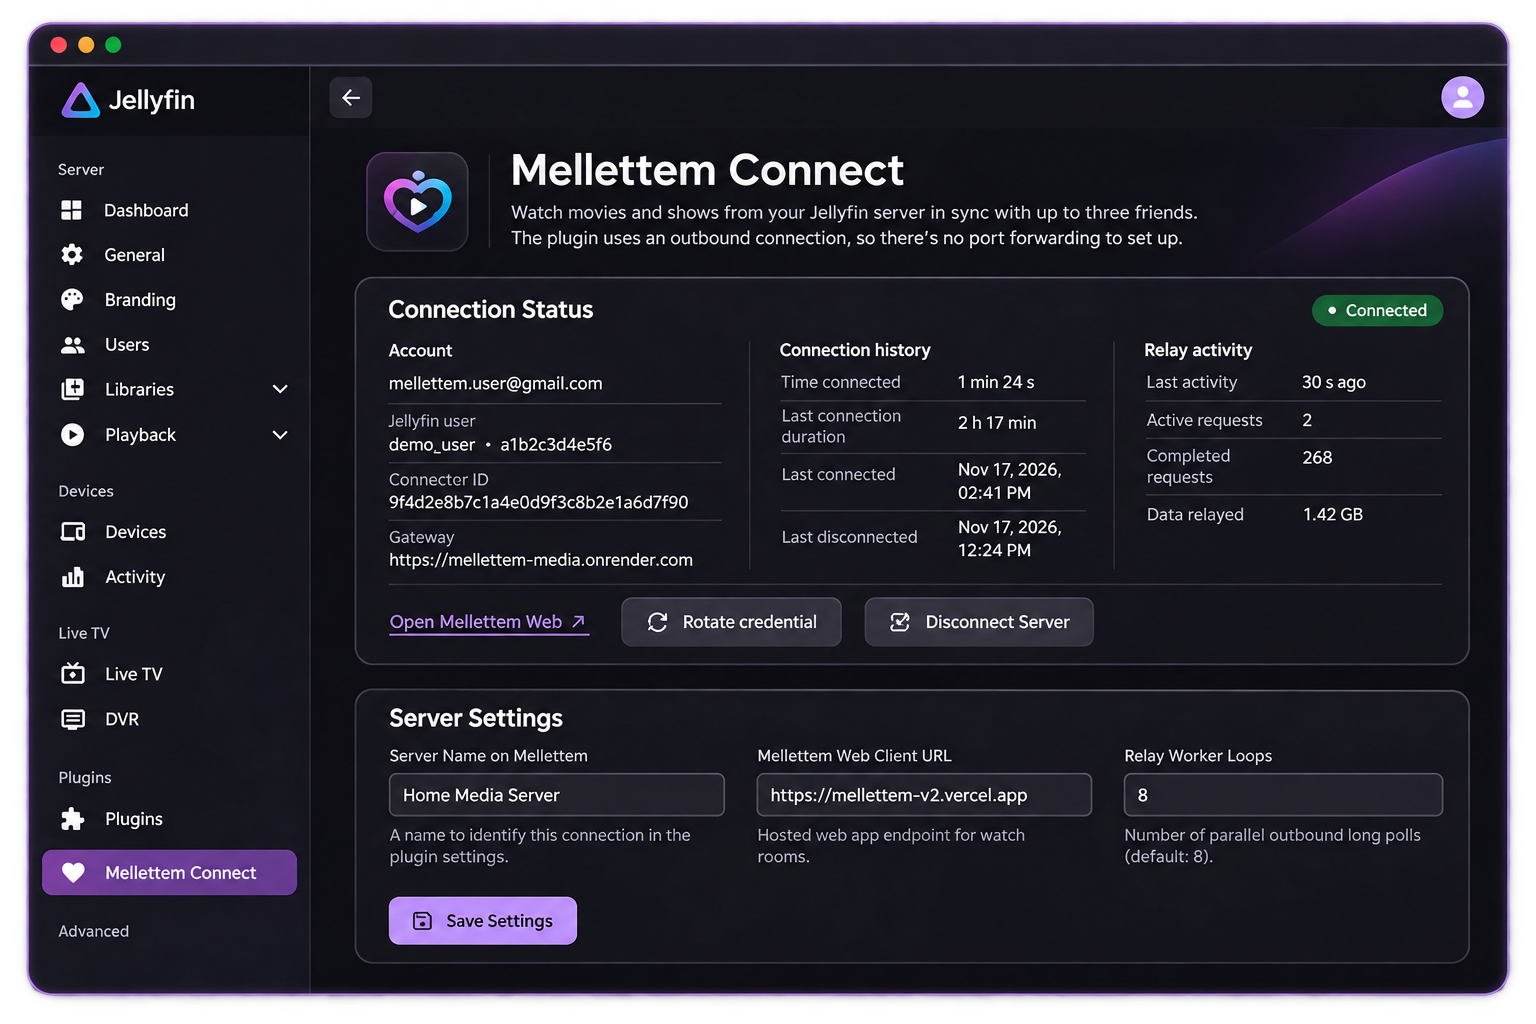 Jellyfin
Server
Dashboard
General
Branding
Users
Libraries
Playback
Devices
Devices
Activity
Live TV
Live TV
DVR
Plugins
Plugins
Mellettem Connect
Advanced
Mellettem Connect
Watch movies and shows from your Jellyfin server in sync with up to three friends.
The plugin uses an outbound connection, so there's no port forwarding to set up.
Connection Status
Connected
Account
mellettem.user@gmail.com
Jellyfin user
demo_user • a1b2c3d4e5f6
Connecter ID
9f4d2e8b7c1a4e0d9f3c8b2e1a6d7f90
Gateway
https://mellettem-media.onrender.com
Connection history
Time connected 1 min 24 s
Last connection
duration
2 h 17 min
Last connected
Nov 17, 2026,
02:41 PM
Last disconnected
Nov 17, 2026,
12:24 PM
Relay activity
Last activity 30 s ago
Active requests 2
Completed
requests
268
Data relayed 1.42 GB
Open Mellettem Web ↗
Rotate credential
Disconnect Server
Server Settings
Server Name on Mellettem
Home Media Server
A name to identify this connection in the
plugin settings.
Mellettem Web Client URL
https://mellettem-v2.vercel.app
Hosted web app endpoint for watch
rooms.
Relay Worker Loops
8
Number of parallel outbound long polls
(default: 8).
Save Settings